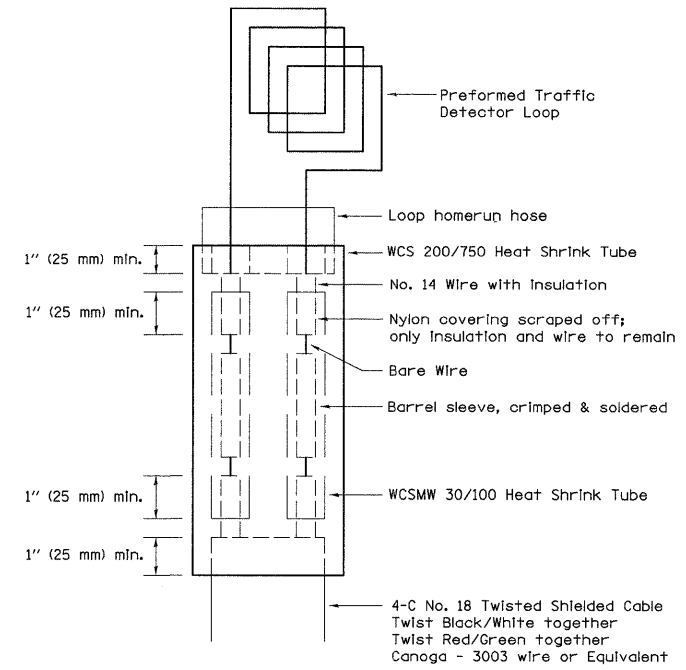 Preformed Traffic
Detector Loop
Loop homerun hose
WCS 200/750 Heat Shrink Tube
1" (25 mm) min.
No. 14 Wire with insulation
1" (25 mm) min.
Nylon covering scraped off;
only insulation and wire to remain
Bare Wire
Barrel sleeve, crimped & soldered
1" (25 mm) min.
WCSMW 30/100 Heat Shrink Tube
1" (25 mm) min.
4-C No. 18 Twisted Shielded Cable
Twist Black/White together
Twist Red/Green together
Canoga - 3003 wire or Equivalent